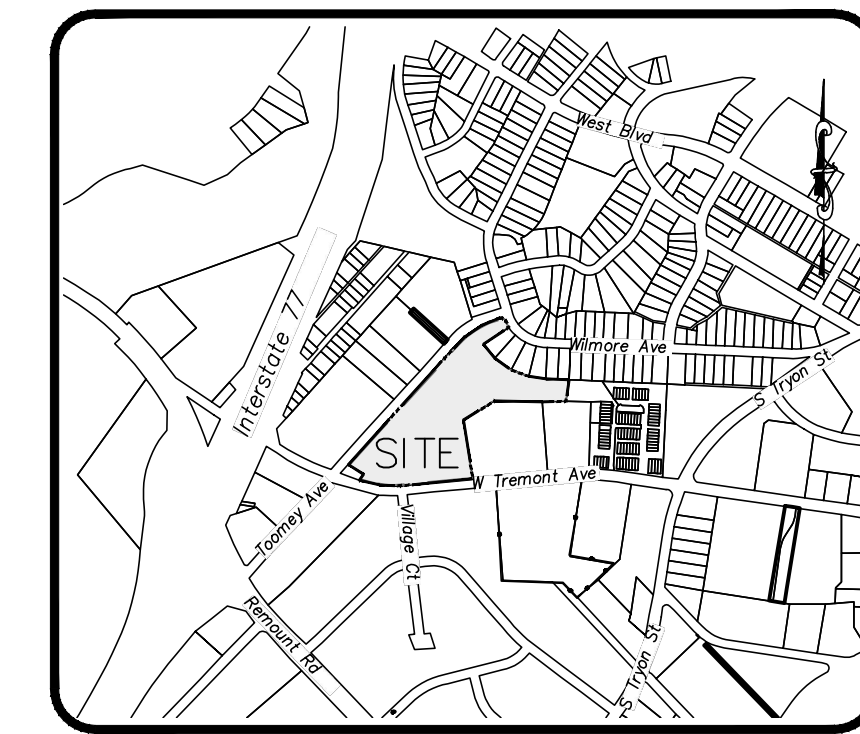 West Blvd
Interstate 77
Wilmore Ave
S Tryon St
SITE
W Tremont Ave
Toomey Ave
Village Ct
Remount Rd
S Tryon St